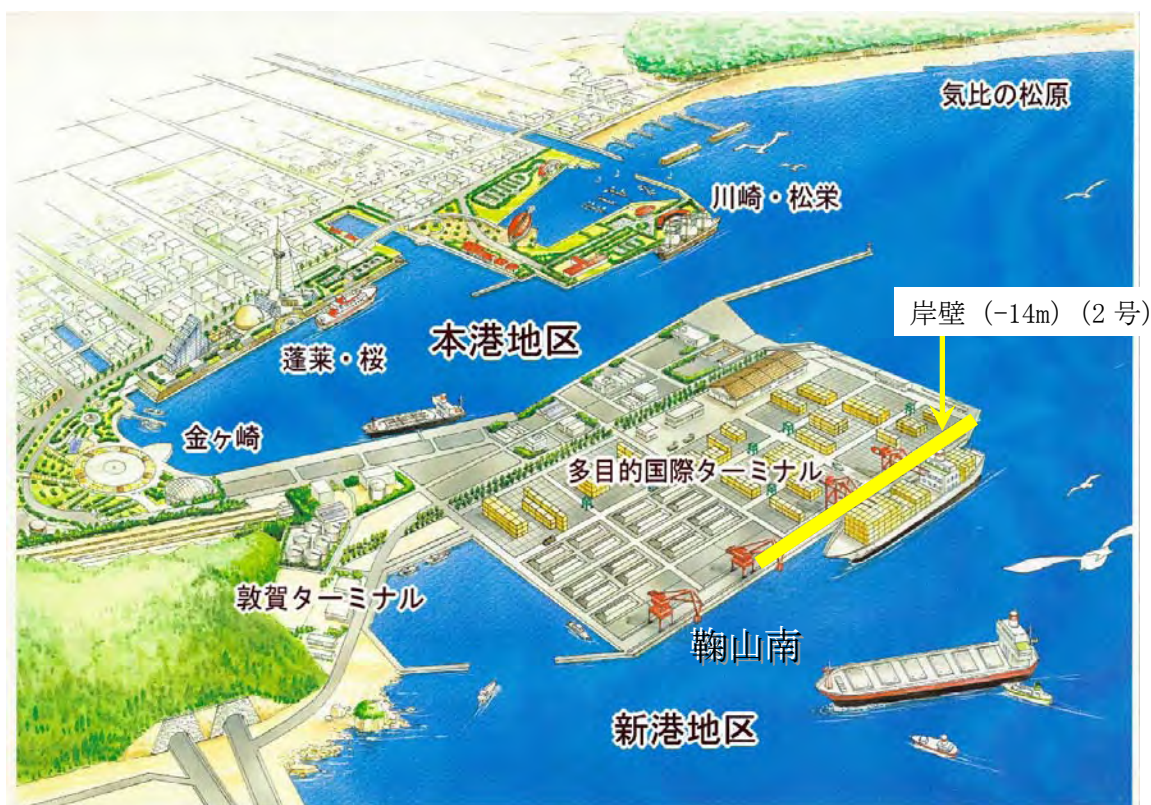 気比の松原
川崎・松栄
岸壁 (-14m) (2 号)
本港地区
蓬莱・桜
金ヶ崎
多目的国際ターミナル
敦賀ターミナル
鞠山南
新港地区